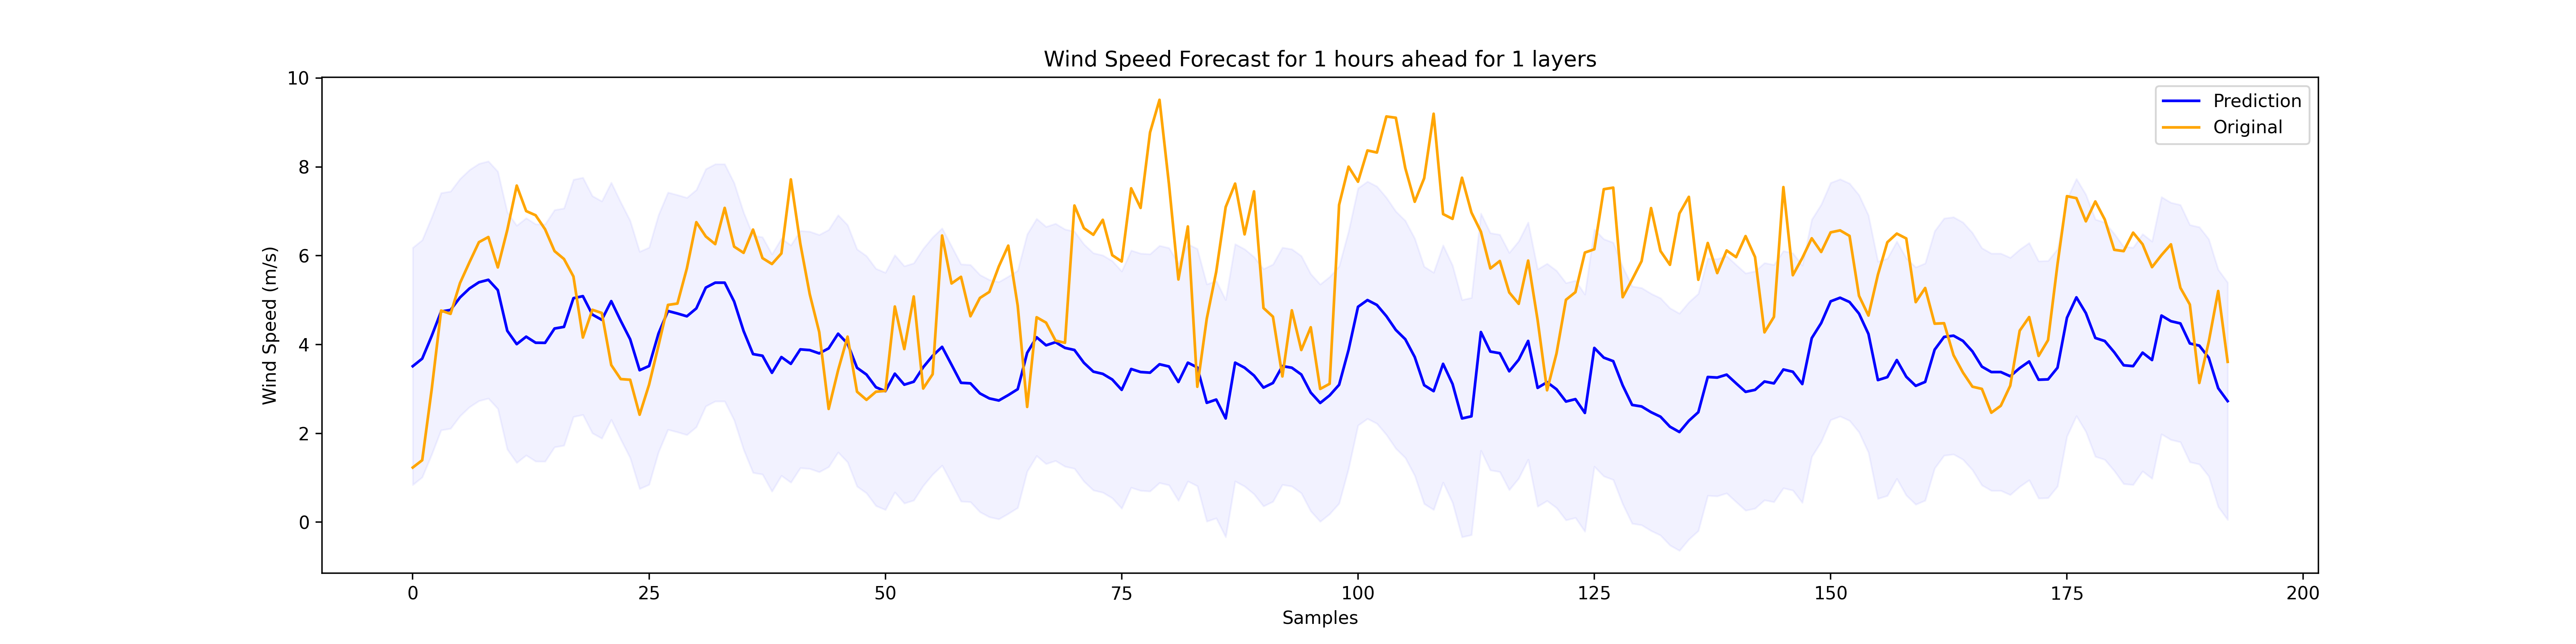 Wind Speed Forecast for 1 hours ahead for 1 layers
Prediction
Original
Wind Speed (m/s)
10
8
6
4
2
0
0 25 50 75 100 125 150 175 200
Samples